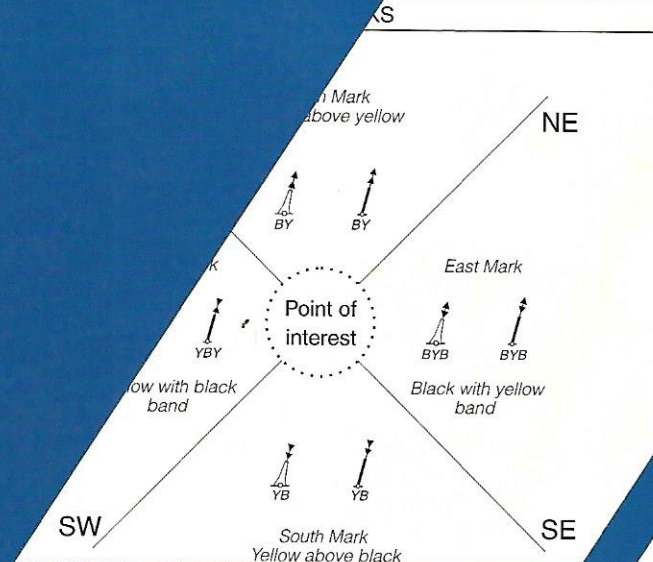 KS
Mark
above yellow
NE
BY
BY
East Mark
Point of
interest
YBY
BYB
BYB
with black
band
Black with yellow
band
YB
YB
SW
SE
South Mark
Yellow above black